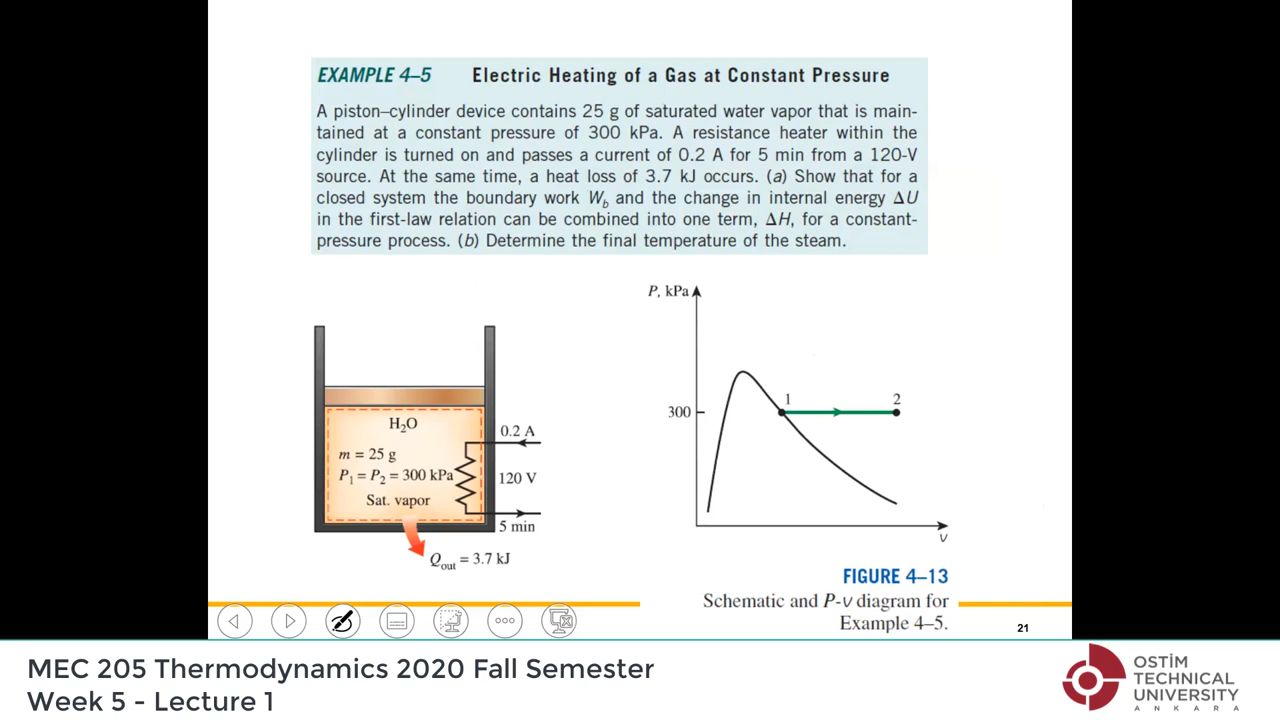 EXAMPLE 4–5 Electric Heating of a Gas at Constant Pressure
A piston–cylinder device contains 25 g of saturated water vapor that is main-
tained at a constant pressure of 300 kPa. A resistance heater within the
cylinder is turned on and passes a current of 0.2 A for 5 min from a 120-V
source. At the same time, a heat loss of 3.7 kJ occurs. (a) Show that for a
closed system the boundary work Wb and the change in internal energy ΔU
in the first-law relation can be combined into one term, ΔH, for a constant-
pressure process. (b) Determine the final temperature of the steam.
H₂O
m = 25 g
P₁ = P₂ = 300 kPa
Sat. vapor
0.2 A
120 V
5 min
Qout = 3.7 kJ
P, kPa
300
1
2
v
FIGURE 4–13
Schematic and P-v diagram for
Example 4–5.
21
MEC 205 Thermodynamics 2020 Fall Semester
Week 5 - Lecture 1
OSTİM
TECHNICAL
UNIVERSITY
ANKARA